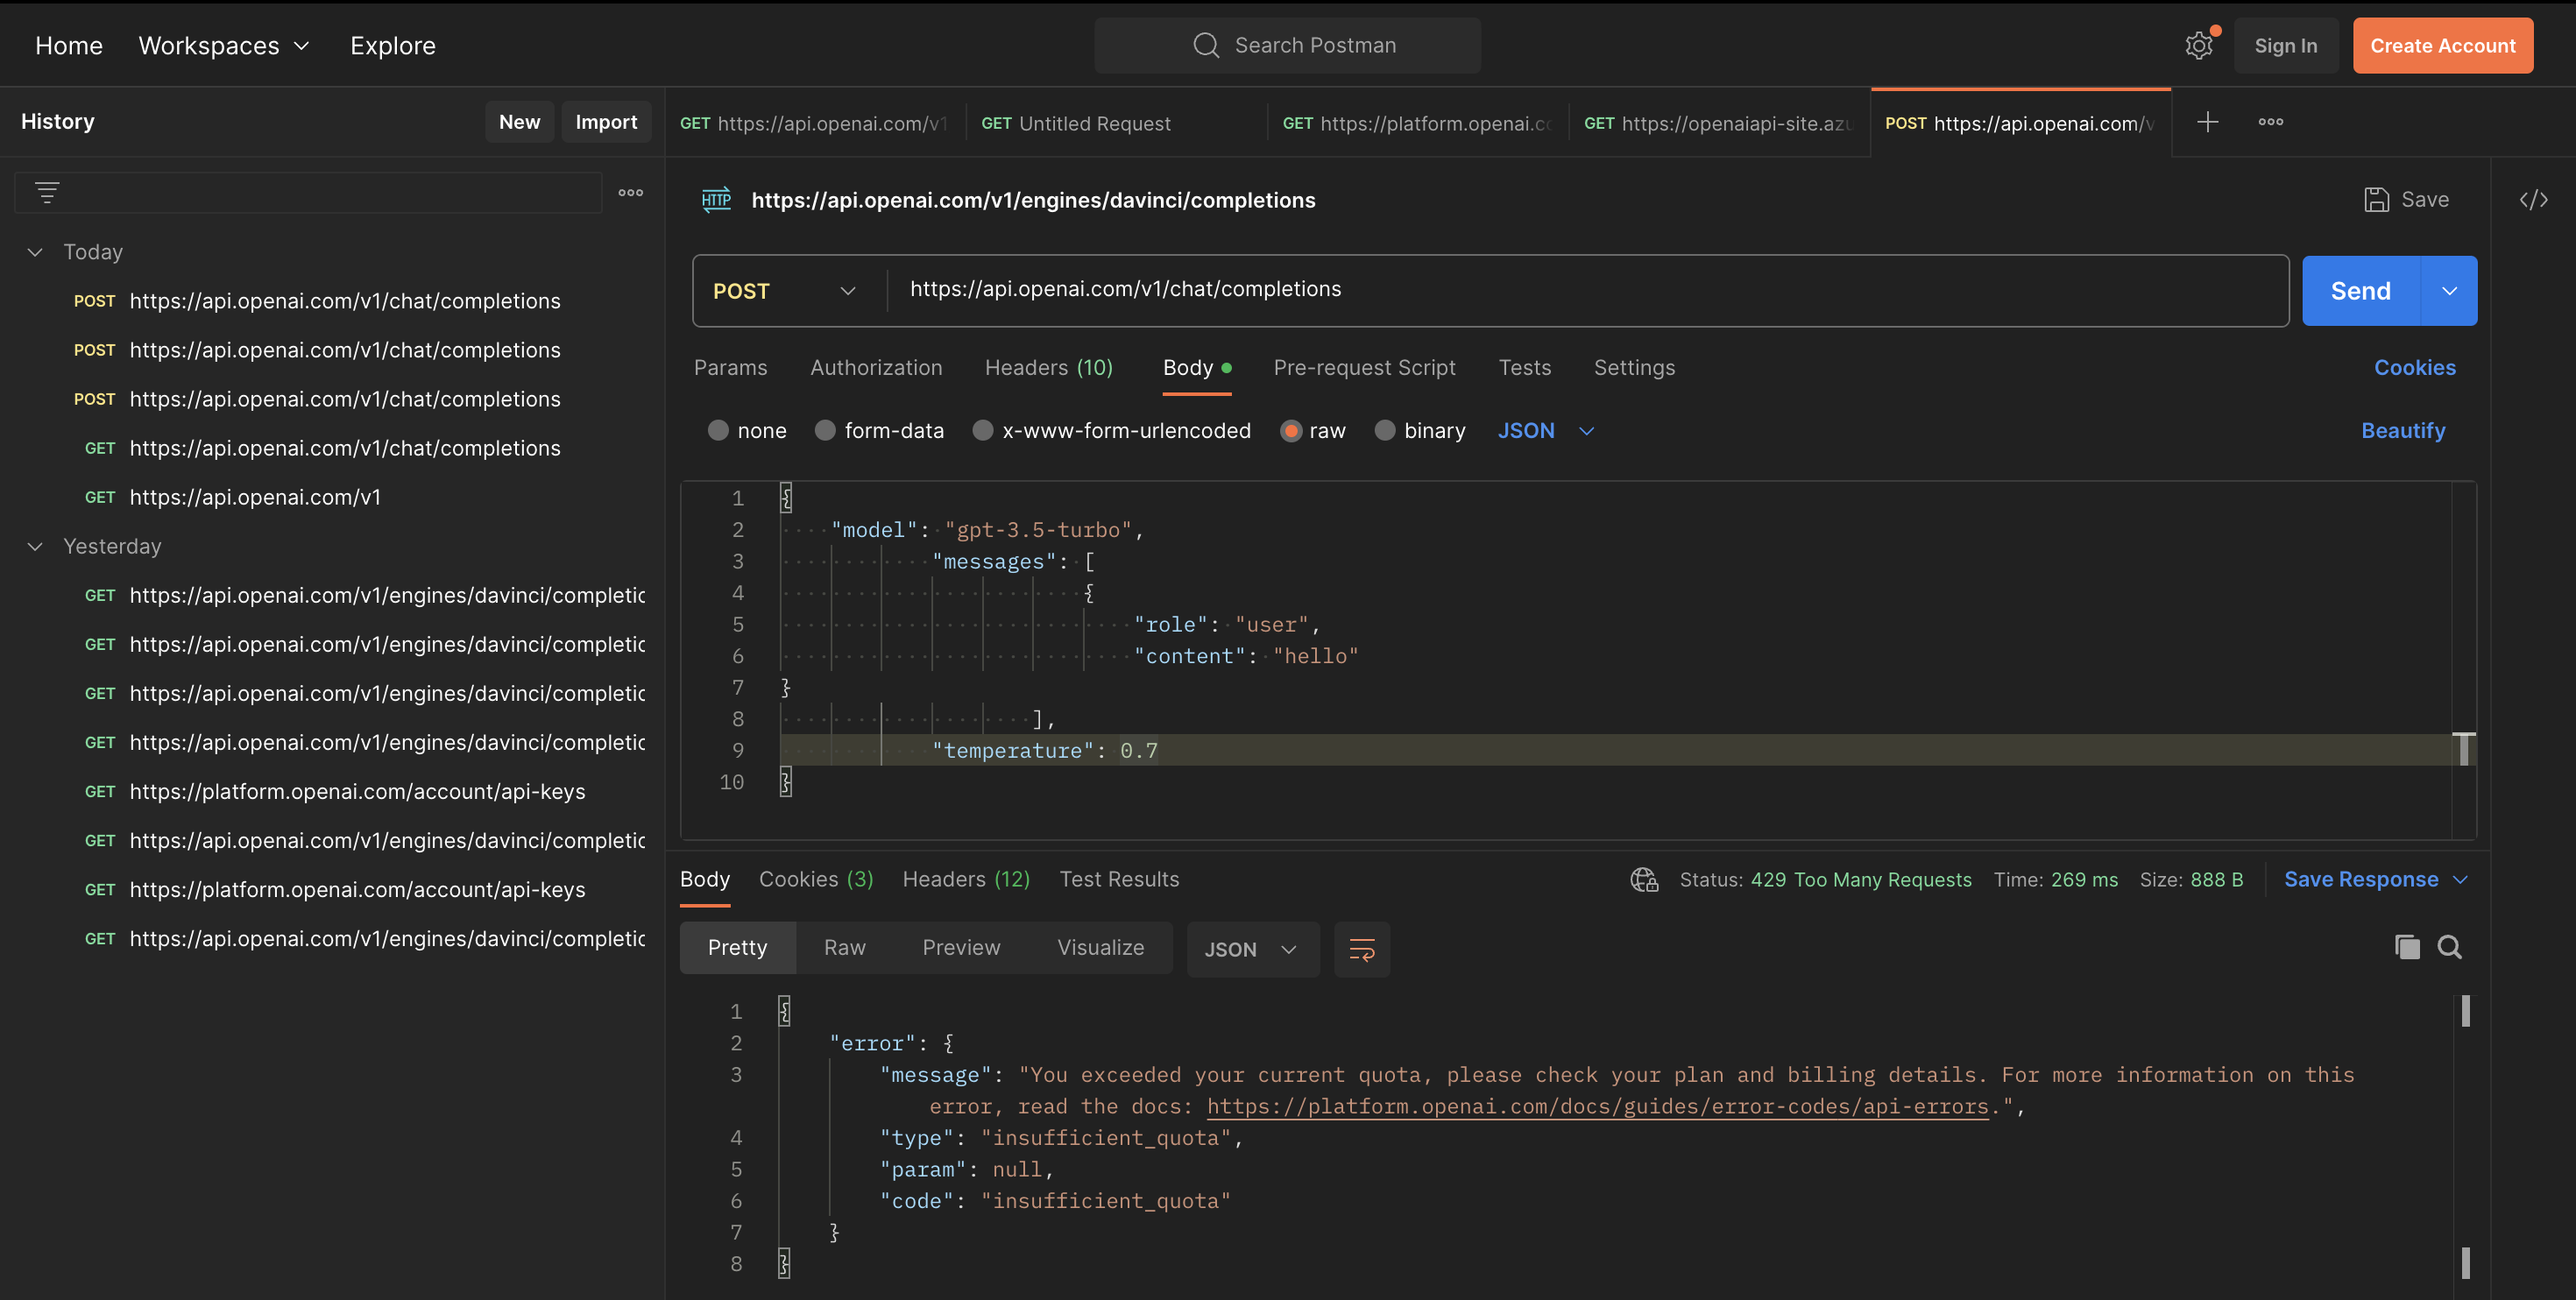 Home Workspaces Explore Search Postman Sign In Create Account
History New Import
GET https://api.openai.com/v1 GET Untitled Request GET https://platform.openai.co GET https://openaiapi-site.azu POST https://api.openai.com/v
Today
POST https://api.openai.com/v1/chat/completions
POST https://api.openai.com/v1/chat/completions
POST https://api.openai.com/v1/chat/completions
GET https://api.openai.com/v1/chat/completions
GET https://api.openai.com/v1
Yesterday
GET https://api.openai.com/v1/engines/davinci/completic
GET https://api.openai.com/v1/engines/davinci/completic
GET https://api.openai.com/v1/engines/davinci/completic
GET https://api.openai.com/v1/engines/davinci/completic
GET https://platform.openai.com/account/api-keys
GET https://api.openai.com/v1/engines/davinci/completic
GET https://platform.openai.com/account/api-keys
GET https://api.openai.com/v1/engines/davinci/completic
HTTP https://api.openai.com/v1/engines/davinci/completions Save </>
POST https://api.openai.com/v1/chat/completions Send
Params Authorization Headers (10) Body Pre-request Script Tests Settings Cookies
none form-data x-www-form-urlencoded raw binary JSON Beautify
1 {
2 "model": "gpt-3.5-turbo",
3 "messages": [
4 {
5 "role": "user",
6 "content": "hello"
7 }
8 ],
9 "temperature": 0.7
10 }
Body Cookies (3) Headers (12) Test Results Status: 429 Too Many Requests Time: 269 ms Size: 888 B Save Response
Pretty Raw Preview Visualize JSON
1 {
2 "error": {
3 "message": "You exceeded your current quota, please check your plan and billing details. For more information on this
error, read the docs: https://platform.openai.com/docs/guides/error-codes/api-errors.",
4 "type": "insufficient_quota",
5 "param": null,
6 "code": "insufficient_quota"
7 }
8 }